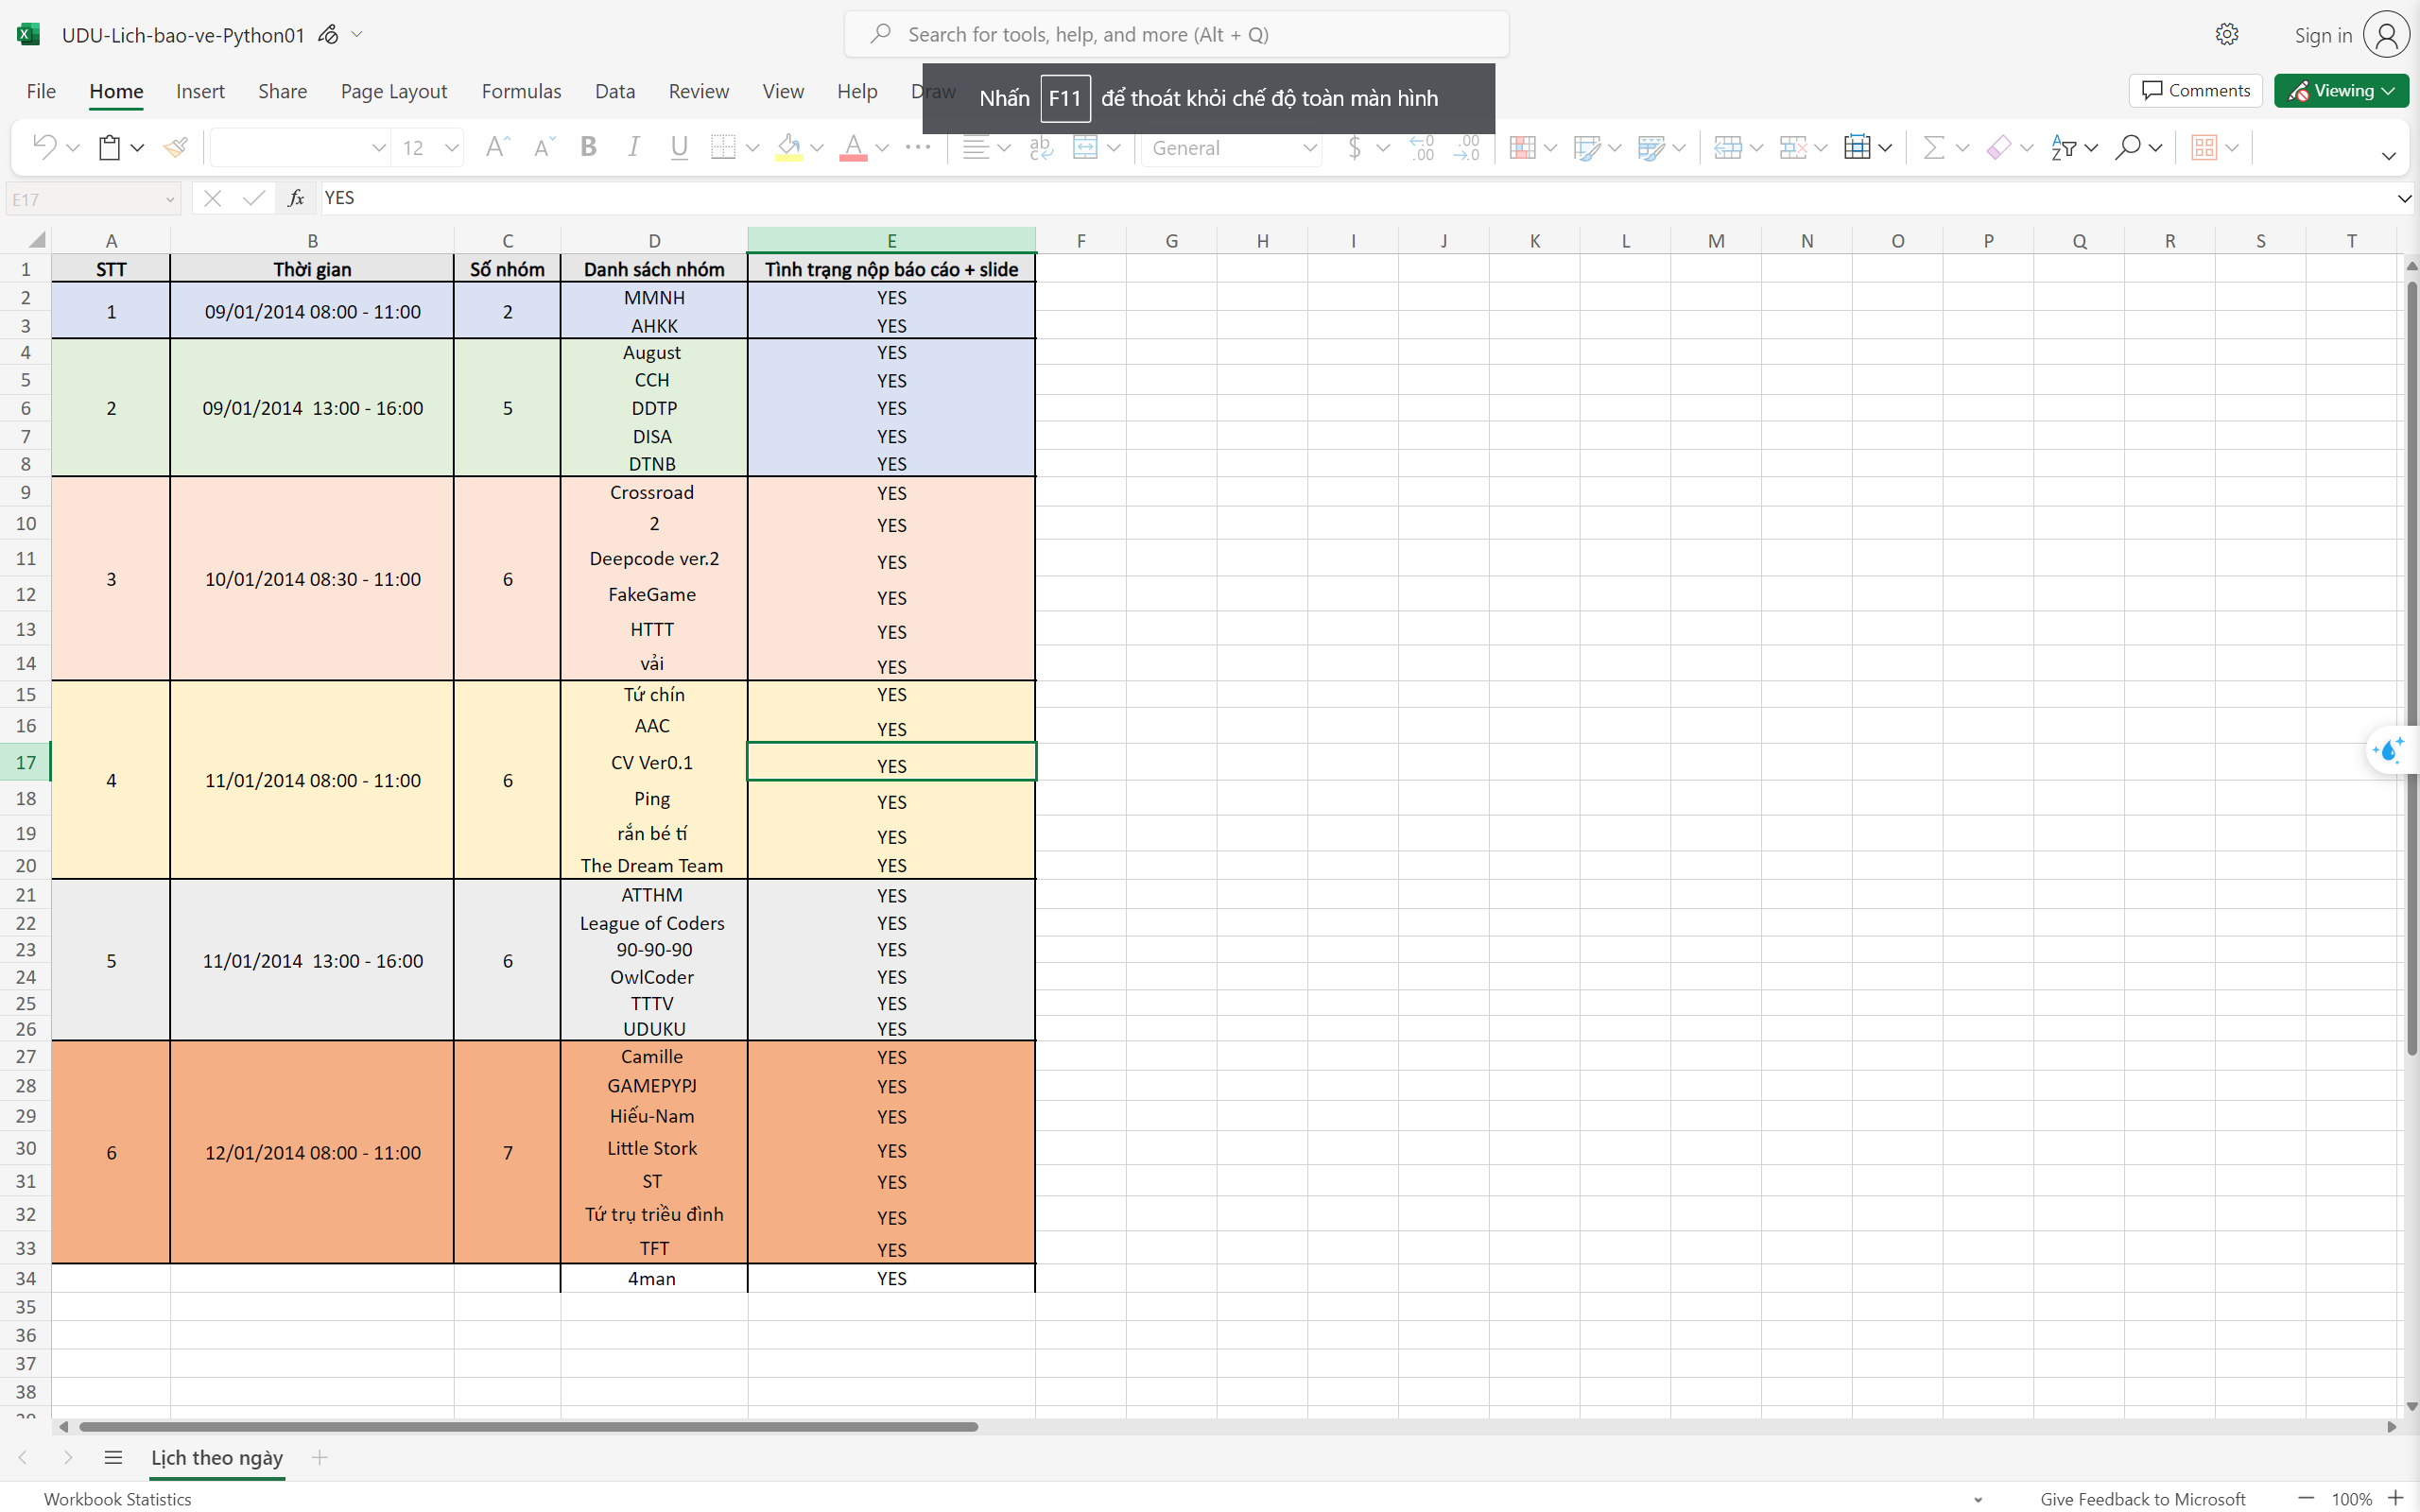 UDU-Lich-bao-ve-Python01
Search for tools, help, and more (Alt + Q)
Sign in
File Home Insert Share Page Layout Formulas Data Review View Help Draw
Nhấn F11 để thoát khỏi chế độ toàn màn hình
Comments Viewing
12 General
E17 fx YES
A B C D E F G H I J K L M N O P Q R S T
1 STT Thời gian Số nhóm Danh sách nhóm Tình trạng nộp báo cáo + slide
2 MMNH YES
1 09/01/2014 08:00 - 11:00 2
3 AHKK YES
4 August YES
5 CCH YES
6 2 09/01/2014 13:00 - 16:00 5 DDTP YES
7 DISA YES
8 DTNB YES
9 Crossroad YES
10 2 YES
11 Deepcode ver.2 YES
3 10/01/2014 08:30 - 11:00 6
12 FakeGame YES
13 HTTT YES
14 vải YES
15 Tứ chín YES
16 AAC YES
17 CV Ver0.1 YES
4 11/01/2014 08:00 - 11:00 6
18 Ping YES
19 rắn bé tí YES
20 The Dream Team YES
21 ATTHM YES
22 League of Coders YES
23 90-90-90 YES
5 11/01/2014 13:00 - 16:00 6
24 OwlCoder YES
25 TTTV YES
26 UDUKU YES
27 Camille YES
28 GAMEPYPJ YES
29 Hiếu-Nam YES
30 6 12/01/2014 08:00 - 11:00 7 Little Stork YES
31 ST YES
32 Tứ trụ triều đình YES
33 TFT YES
34 4man YES
35
36
37
38
Lịch theo ngày
Workbook Statistics
Give Feedback to Microsoft 100%